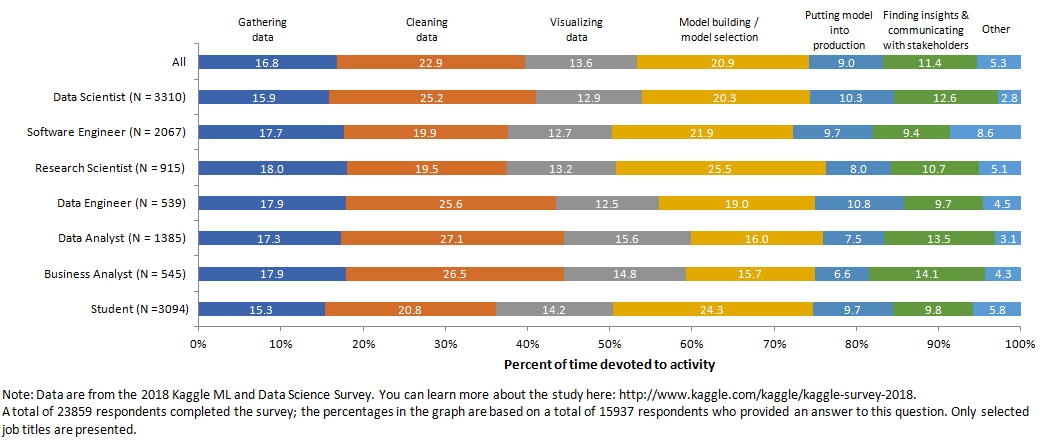 Gathering data
Cleaning data
Visualizing data
Model building / model selection
Putting model into production
Finding insights & communicating with stakeholders
Other
All 16.8 22.9 13.6 20.9 9.0 11.4 5.3
Data Scientist (N = 3310) 15.9 25.2 12.9 20.3 10.3 12.6 2.8
Software Engineer (N = 2067) 17.7 19.9 12.7 21.9 9.7 9.4 8.6
Research Scientist (N = 915) 18.0 19.5 13.2 25.5 8.0 10.7 5.1
Data Engineer (N = 539) 17.9 25.6 12.5 19.0 10.8 9.7 4.5
Data Analyst (N = 1385) 17.3 27.1 15.6 16.0 7.5 13.5 3.1
Business Analyst (N = 545) 17.9 26.5 14.8 15.7 6.6 14.1 4.3
Student (N =3094) 15.3 20.8 14.2 24.3 9.7 9.8 5.8
0% 10% 20% 30% 40% 50% 60% 70% 80% 90% 100%
Percent of time devoted to activity
Note: Data are from the 2018 Kaggle ML and Data Science Survey. You can learn more about the study here: http://www.kaggle.com/kaggle/kaggle-survey-2018.
A total of 23859 respondents completed the survey; the percentages in the graph are based on a total of 15937 respondents who provided an answer to this question. Only selected
job titles are presented.